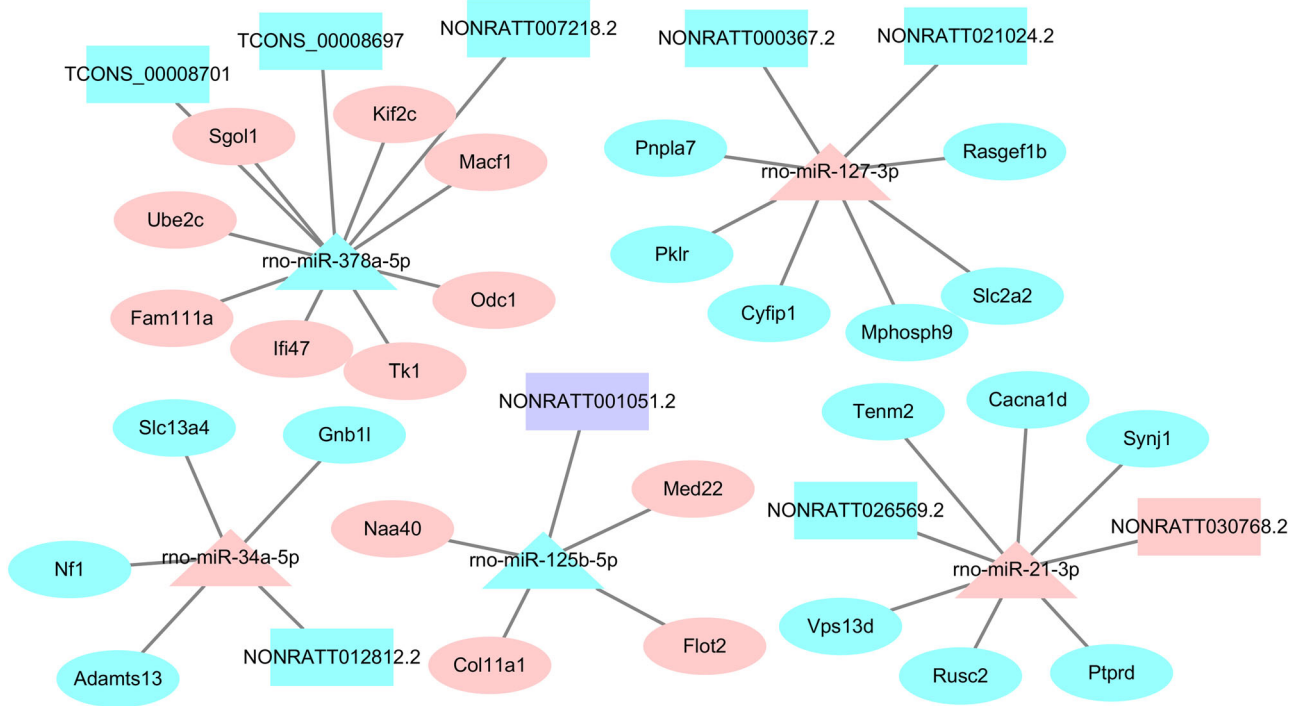 TCONS_00008701
TCONS_00008697
NONRATT007218.2
Sgol1
Kif2c
Macf1
Ube2c
rno-miR-378a-5p
Odc1
Fam111a
Ifi47
Tk1
NONRATT000367.2
NONRATT021024.2
Pnpla7
Rasgef1b
rno-miR-127-3p
Pklr
Slc2a2
Cyfip1
Mphosph9
Slc13a4
Gnb1l
rno-miR-34a-5p
Nf1
Adamts13
NONRATT012812.2
NONRATT001051.2
Med22
Naa40
rno-miR-125b-5p
Col11a1
Flot2
Tenm2
Cacna1d
Synj1
NONRATT026569.2
NONRATT030768.2
rno-miR-21-3p
Vps13d
Rusc2
Ptprd